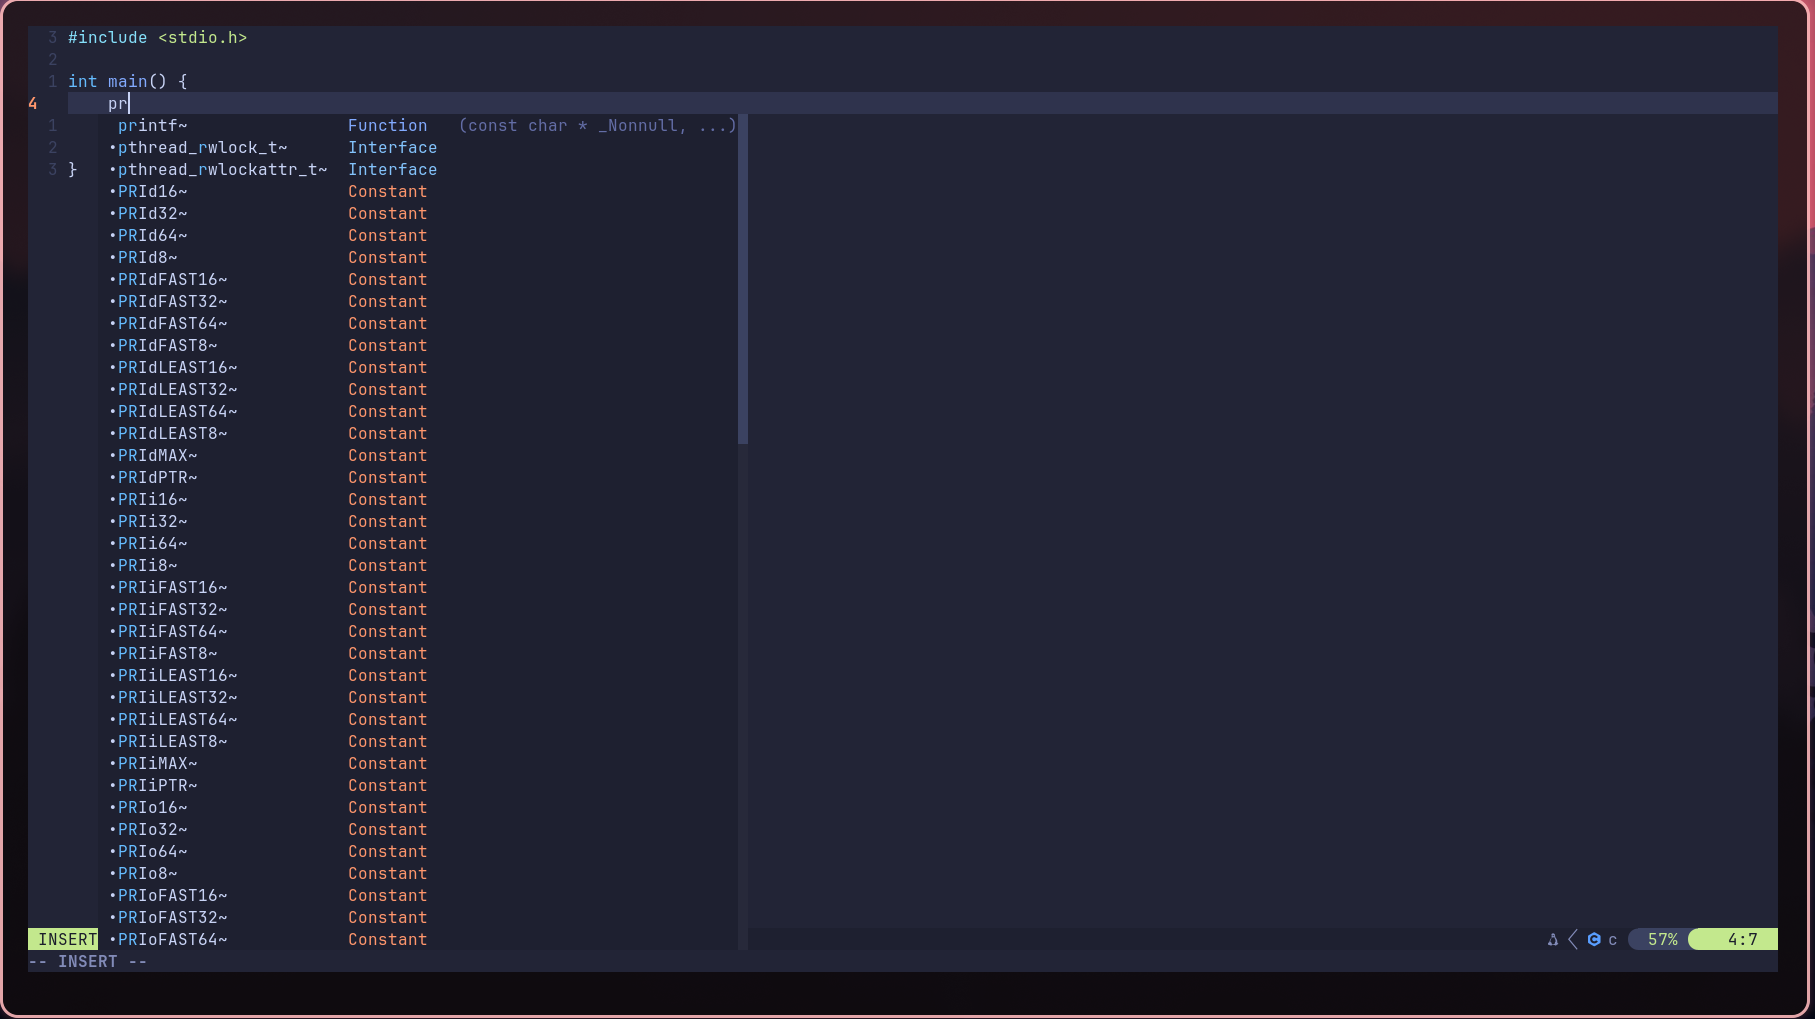 3 #include <stdio.h>
2
1 int main() {
4 pr
1 printf~ Function (const char * _Nonnull, ...)
2 •pthread_rwlock_t~ Interface
3 } •pthread_rwlockattr_t~ Interface
•PRId16~ Constant
•PRId32~ Constant
•PRId64~ Constant
•PRId8~ Constant
•PRIdFAST16~ Constant
•PRIdFAST32~ Constant
•PRIdFAST64~ Constant
•PRIdFAST8~ Constant
•PRIdLEAST16~ Constant
•PRIdLEAST32~ Constant
•PRIdLEAST64~ Constant
•PRIdLEAST8~ Constant
•PRIdMAX~ Constant
•PRIdPTR~ Constant
•PRIi16~ Constant
•PRIi32~ Constant
•PRIi64~ Constant
•PRIi8~ Constant
•PRIiFAST16~ Constant
•PRIiFAST32~ Constant
•PRIiFAST64~ Constant
•PRIiFAST8~ Constant
•PRIiLEAST16~ Constant
•PRIiLEAST32~ Constant
•PRIiLEAST64~ Constant
•PRIiLEAST8~ Constant
•PRIiMAX~ Constant
•PRIiPTR~ Constant
•PRIo16~ Constant
•PRIo32~ Constant
•PRIo64~ Constant
•PRIo8~ Constant
•PRIoFAST16~ Constant
•PRIoFAST32~ Constant
INSERT •PRIoFAST64~ Constant c 57% 4:7
-- INSERT --